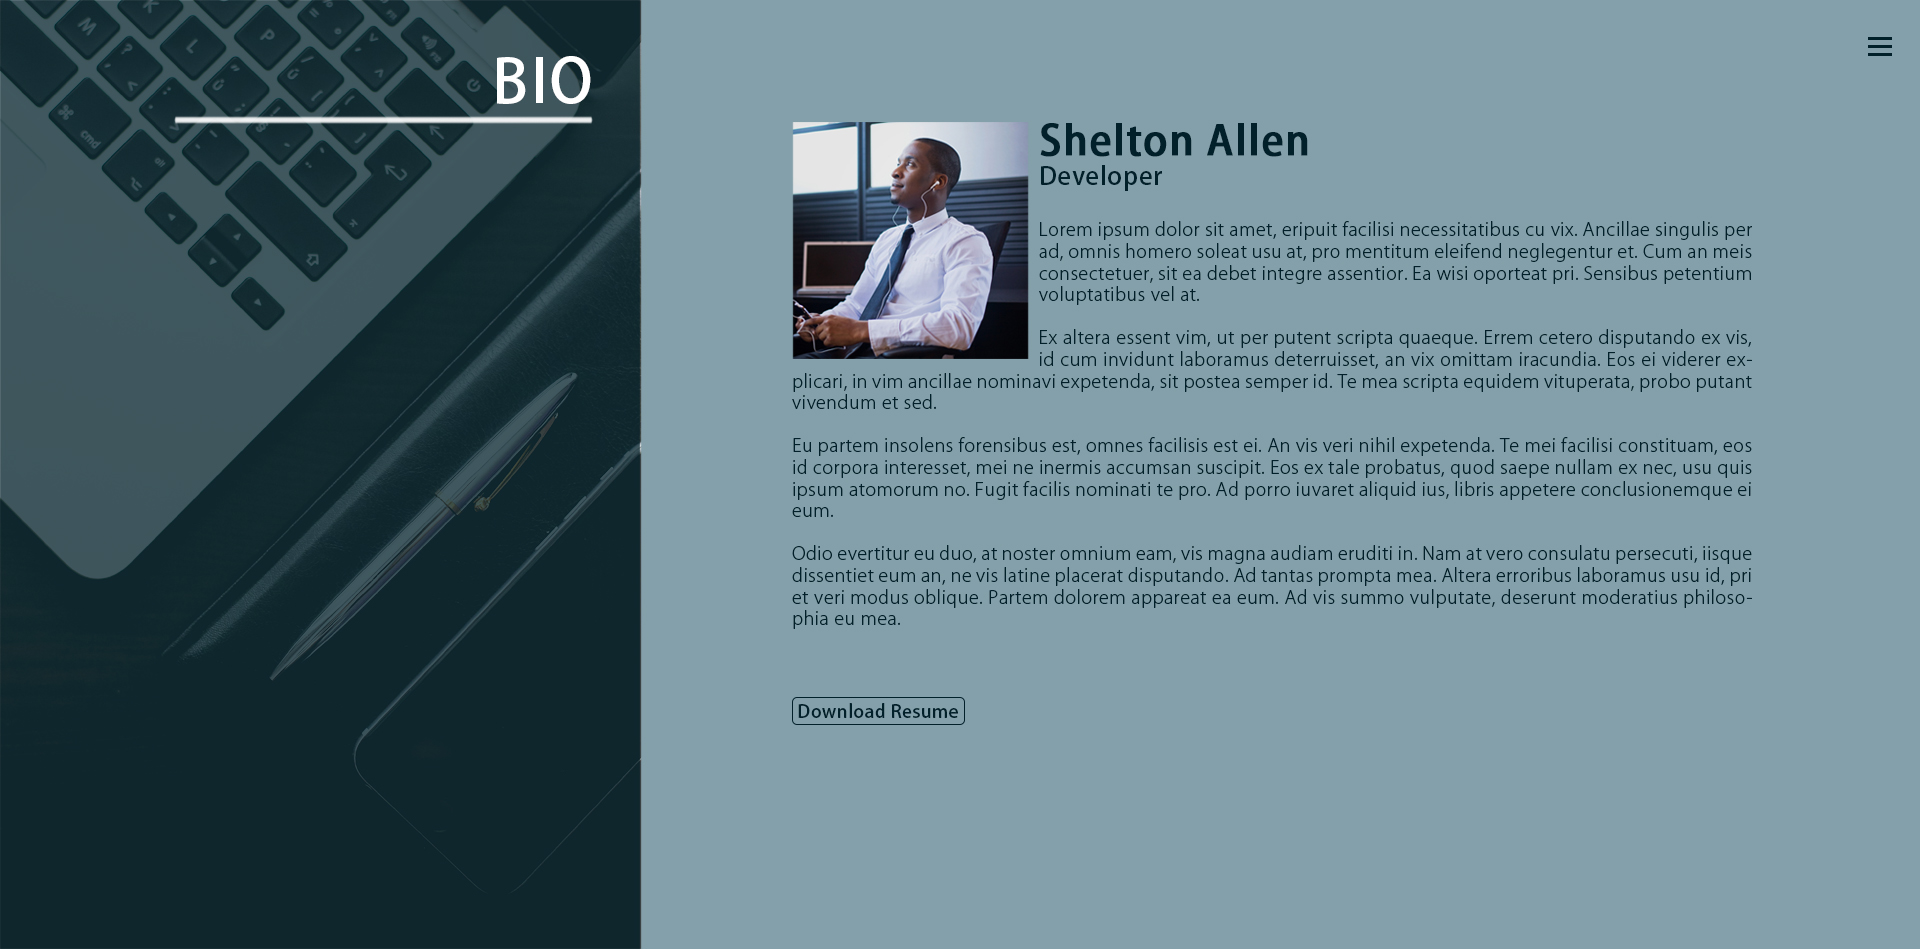 BIO
Shelton Allen
Developer
Lorem ipsum dolor sit amet, eripuit facilisi necessitatibus cu vix. Ancillae singulis per
ad, omnis homero soleat usu at, pro mentitum eleifend neglegentur et. Cum an meis
consectetuer, sit ea debet integre assentior. Ea wisi oporteat pri. Sensibus petentium
voluptatibus vel at.
Ex altera essent vim, ut per putent scripta quaeque. Errem cetero disputando ex vis,
id cum invidunt laboramus deterruisset, an vix omittam iracundia. Eos ei viderer ex-
plicari, in vim ancillae nominavi expetenda, sit postea semper id. Te mea scripta equidem vituperata, probo putant
vivendum et sed.
Eu partem insolens forensibus est, omnes facilisis est ei. An vis veri nihil expetenda. Te mei facilisi constituam, eos
id corpora interesset, mei ne inermis accumsan suscipit. Eos ex tale probatus, quod saepe nullam ex nec, usu quis
ipsum atomorum no. Fugit facilis nominati te pro. Ad porro iuvaret aliquid ius, libris appetere conclusionemque ei
eum.
Odio evertitur eu duo, at noster omnium eam, vis magna audiam eruditi in. Nam at vero consulatu persecuti, iisque
dissentiet eum an, ne vis latine placerat disputando. Ad tantas prompta mea. Altera erroribus laboramus usu id, pri
et veri modus oblique. Partem dolorem appareat ea eum. Ad vis summo vulputate, deserunt moderatius philoso-
phia eu mea.
Download Resume
K
M
L
P
cmd
alt